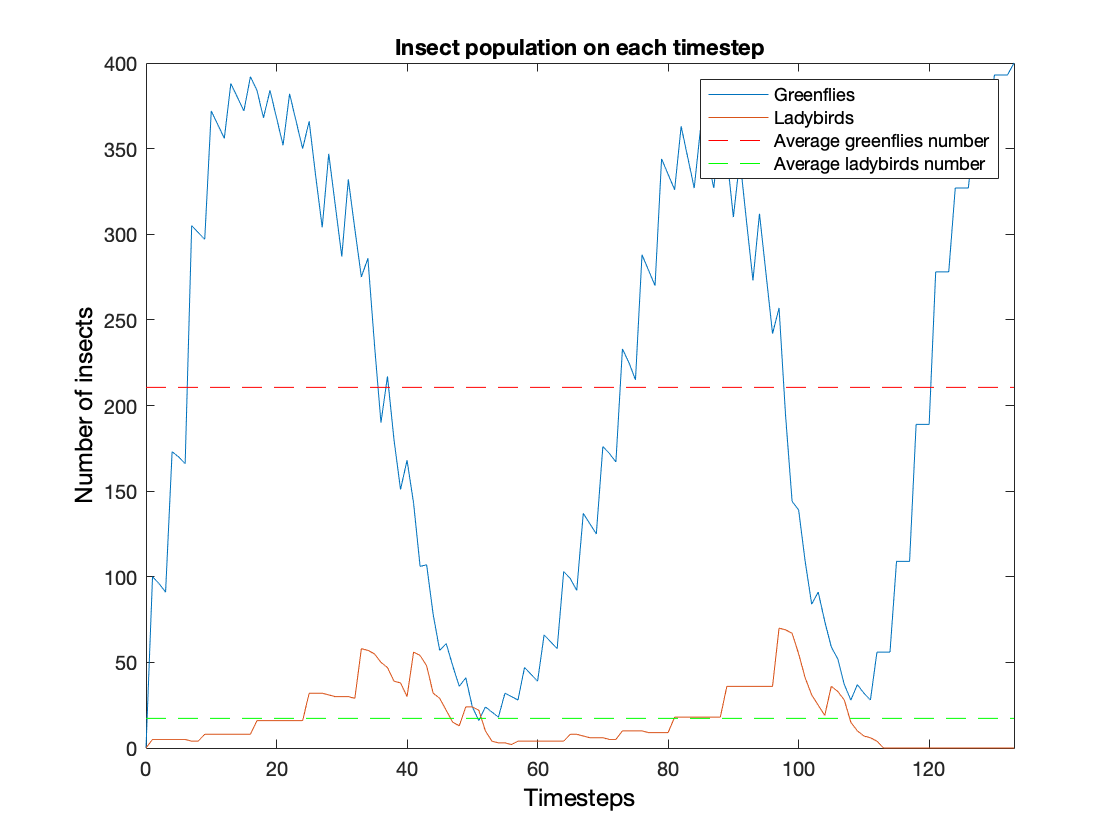 Insect population on each timestep
Greenflies
Ladybirds
Average greenflies number
Average ladybirds number
Number of insects
400
350
300
250
200
150
100
50
0
0 20 40 60 80 100 120
Timesteps